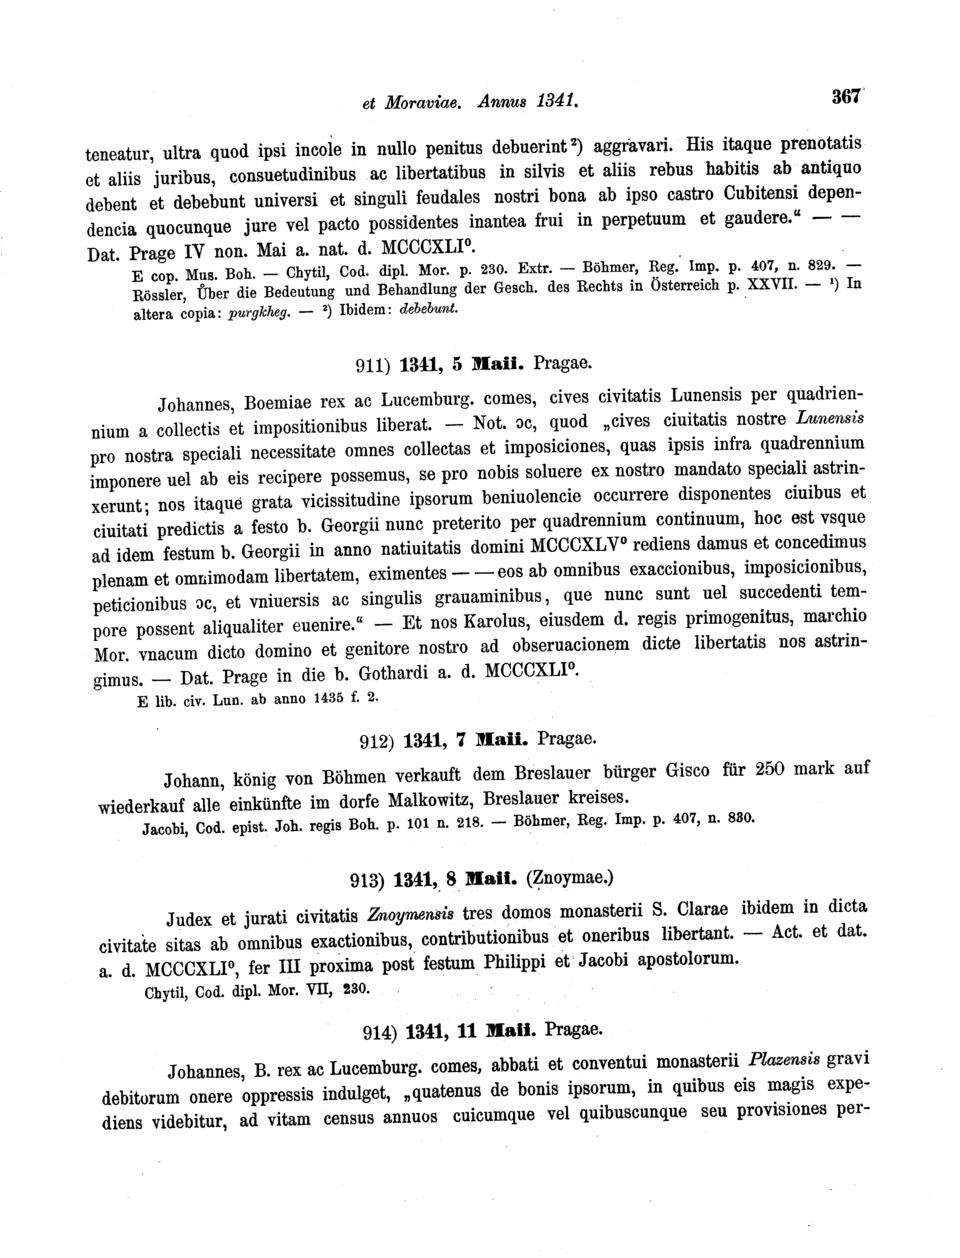 et Moraviae. Annus 1341. 367
teneatur, ultra quod ipsi incole in nullo penitus debuerint ²) aggravari. His itaque prenotatis
et aliis juribus, consuetudinibus ac libertatibus in silvis et aliis rebus habitis ab antiquo
debent et debebunt universi et singuli feudales nostri bona ab ipso castro Cubitensi depen-
dencia quocunque jure vel pacto possidentes inantea frui in perpetuum et gaudere.“ — —
Dat. Prage IV non. Mai a. nat. d. MCCCXLI⁰.
E cop. Mus. Boh. — Chytil, Cod. dipl. Mor. p. 230. Extr. — Böhmer, Reg. Imp. p. 407, n. 829. —
Rössler, Über die Bedeutung und Behandlung der Gesch. des Rechts in Österreich p. XXVII. — ¹) In
altera copia: purgkheg. — ²) Ibidem: debebunt.
911) 1341, 5 Maii. Pragae.
Johannes, Boemiae rex ac Lucemburg. comes, cives civitatis Lunensis per quadrien-
nium a collectis et impositionibus liberat. — Not. ɔc, quod „cives ciuitatis nostre Lunensis
pro nostra speciali necessitate omnes collectas et imposiciones, quas ipsis infra quadrennium
imponere uel ab eis recipere possemus, se pro nobis soluere ex nostro mandato speciali astrin-
xerunt; nos itaque grata vicissitudine ipsorum beniuolencie occurrere disponentes ciuibus et
ciuitati predictis a festo b. Georgii nunc preterito per quadrennium continuum, hoc est vsque
ad idem festum b. Georgii in anno natiuitatis domini MCCCXLV⁰ rediens damus et concedimus
plenam et omnimodam libertatem, eximentes — — eos ab omnibus exaccionibus, imposicionibus,
peticionibus ɔc, et vniuersis ac singulis grauaminibus, que nunc sunt uel succedenti tem-
pore possent aliqualiter euenire.“ — Et nos Karolus, eiusdem d. regis primogenitus, marchio
Mor. vnacum dicto domino et genitore nostro ad obseruacionem dicte libertatis nos astrin-
gimus. — Dat. Prage in die b. Gothardi a. d. MCCCXLI⁰.
E lib. civ. Lun. ab anno 1435 f. 2.
912) 1341, 7 Maii. Pragae.
Johann, könig von Böhmen verkauft dem Breslauer bürger Gisco für 250 mark auf
wiederkauf alle einkünfte im dorfe Malkowitz, Breslauer kreises.
Jacobi, Cod. epist. Joh. regis Boh. p. 101 n. 218. — Böhmer, Reg. Imp. p. 407, n. 830.
913) 1341, 8 Maii. (Znoymae.)
Judex et jurati civitatis Znoymensis tres domos monasterii S. Clarae ibidem in dicta
civitate sitas ab omnibus exactionibus, contributionibus et oneribus libertant. — Act. et dat.
a. d. MCCCXLI⁰, fer III proxima post festum Philippi et Jacobi apostolorum.
Chytil, Cod. dipl. Mor. VII, 230.
914) 1341, 11 Maii. Pragae.
Johannes, B. rex ac Lucemburg. comes, abbati et conventui monasterii Plazensis gravi
debitorum onere oppressis indulget, „quatenus de bonis ipsorum, in quibus eis magis expe-
diens videbitur, ad vitam census annuos cuicumque vel quibuscunque seu provisiones per-